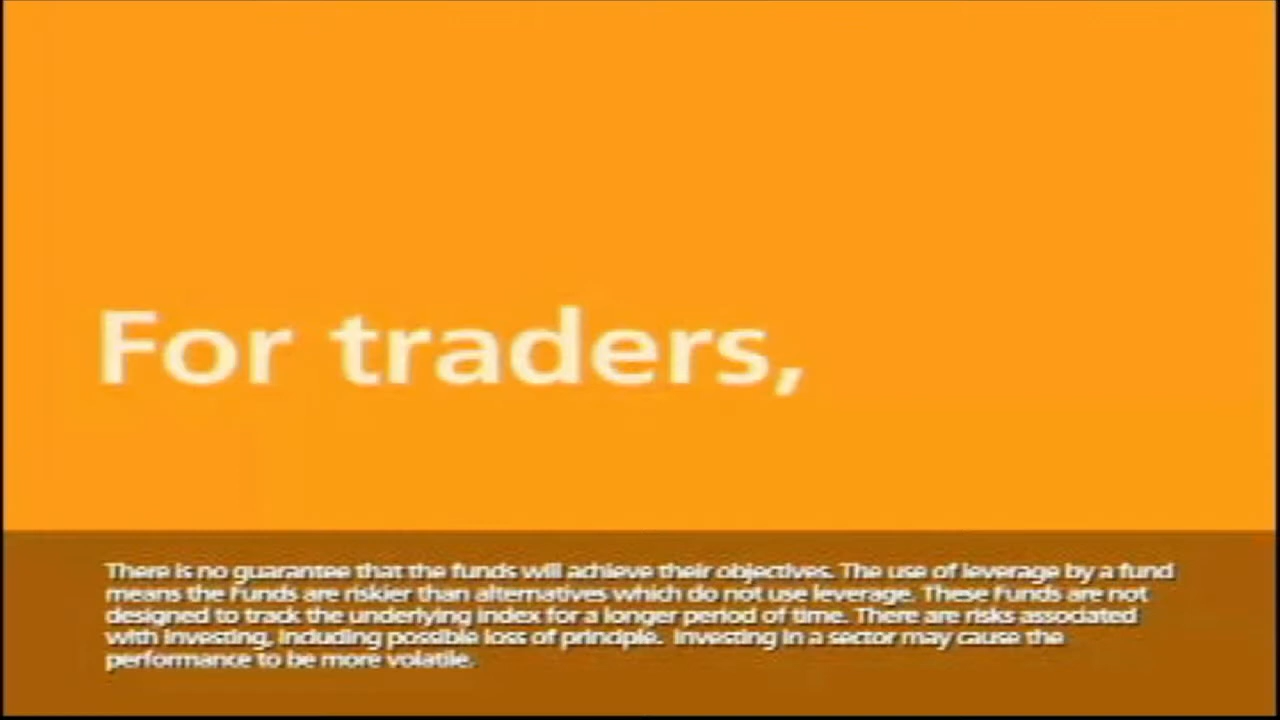 For traders,
There is no guarantee that the funds will achieve their objectives. The use of leverage by a fund
means the Funds are riskier than alternatives which do not use leverage. These Funds are not
designed to track the underlying index for a longer period of time. There are risks associated
with investing, including possible loss of principle. Investing in a sector may cause the
performance to be more volatile.